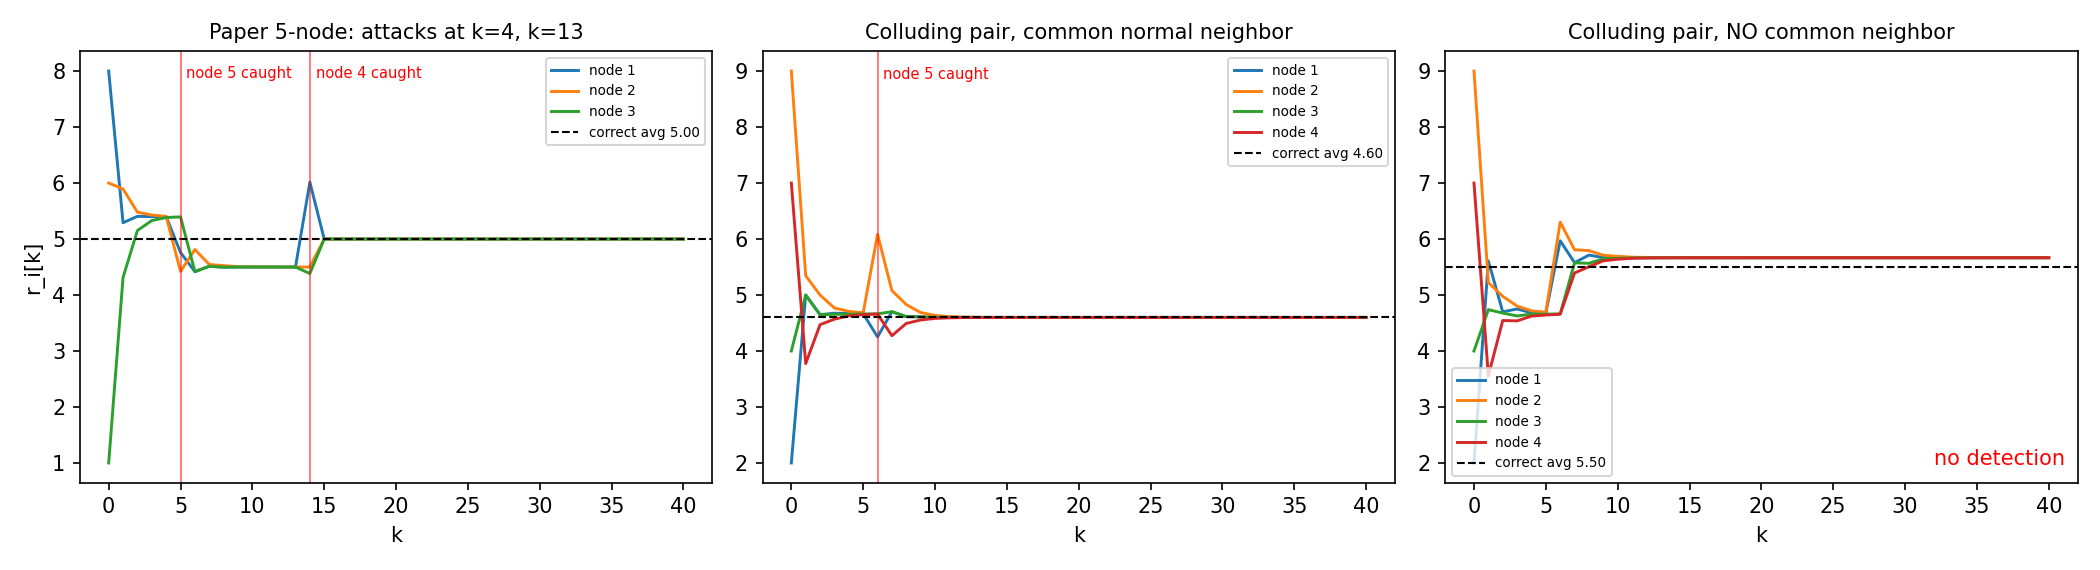 Paper 5-node: attacks at k=4, k=13
8
7
6
5
4
3
2
1
r_i[k]
node 5 caught
node 4 caught
node 1
node 2
node 3
correct avg 5.00
0 5 10 15 20 25 30 35 40
k
Colluding pair, common normal neighbor
9
8
7
6
5
4
3
2
node 5 caught
node 1
node 2
node 3
node 4
correct avg 4.60
0 5 10 15 20 25 30 35 40
k
Colluding pair, NO common neighbor
9
8
7
6
5
4
3
2
node 1
node 2
node 3
node 4
correct avg 5.50
no detection
0 5 10 15 20 25 30 35 40
k